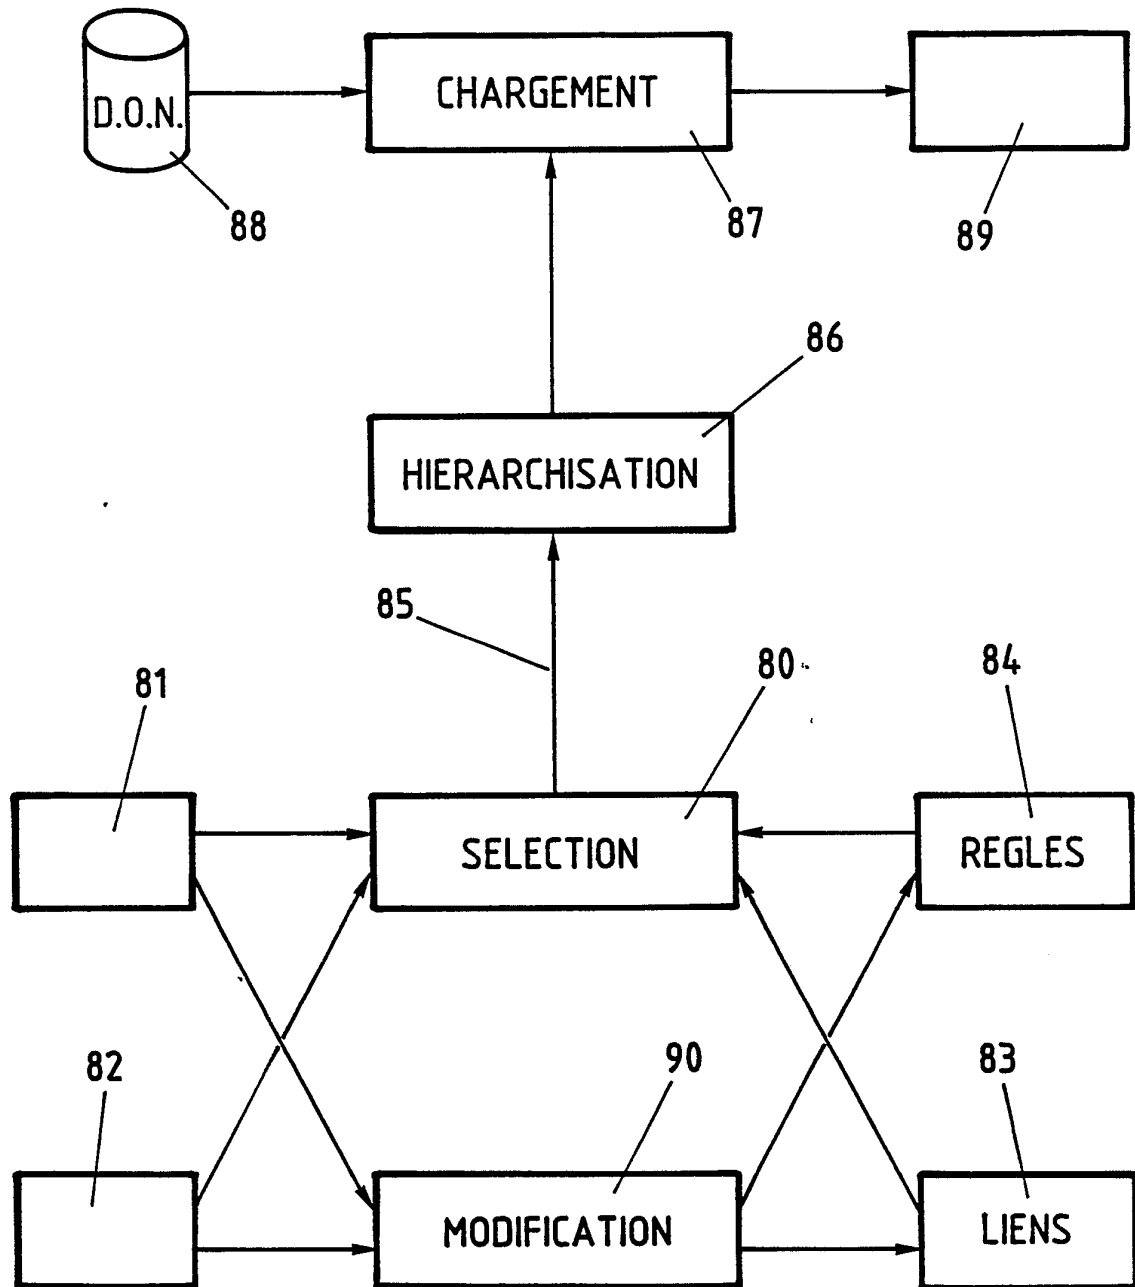 D.O.N.
CHARGEMENT
88
87
89
86
HIERARCHISATION
85
81
80
84
SELECTION
REGLES
82
90
83
MODIFICATION
LIENS